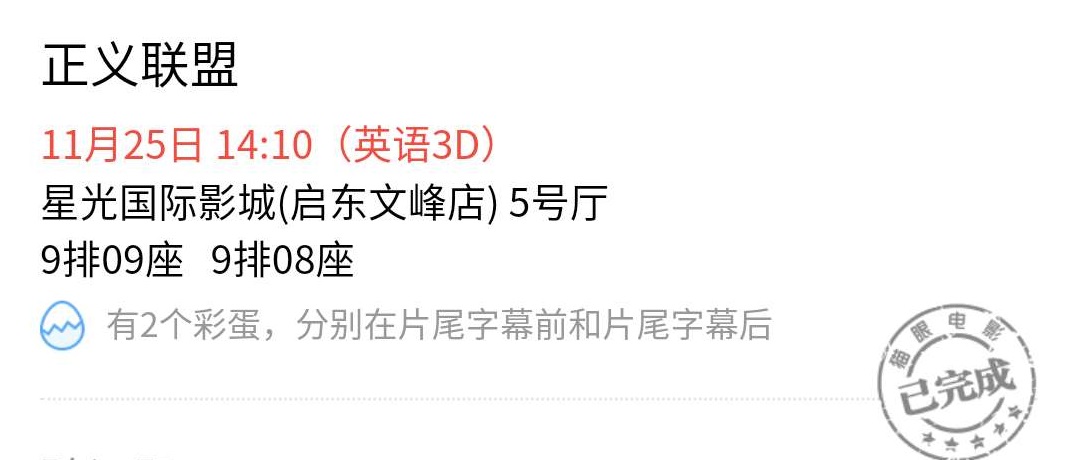 正义联盟
11月25日 14:10（英语3D）
星光国际影城(启东文峰店) 5号厅
9排09座 9排08座
有2个彩蛋，分别在片尾字幕前和片尾字幕后
猫眼电影
已完成